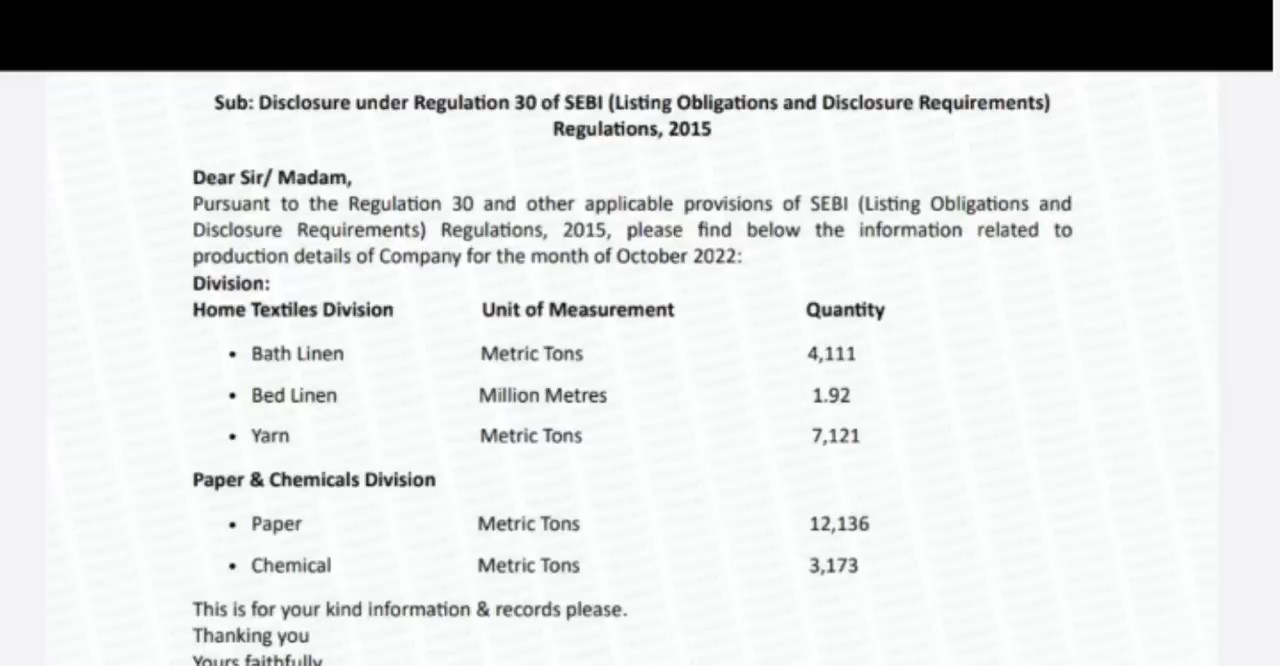 Sub: Disclosure under Regulation 30 of SEBI (Listing Obligations and Disclosure Requirements)
Regulations, 2015
Dear Sir/ Madam,
Pursuant to the Regulation 30 and other applicable provisions of SEBI (Listing Obligations and
Disclosure Requirements) Regulations, 2015, please find below the information related to
production details of Company for the month of October 2022:
Division:
Home Textiles Division Unit of Measurement Quantity
• Bath Linen Metric Tons 4,111
• Bed Linen Million Metres 1.92
• Yarn Metric Tons 7,121
Paper & Chemicals Division
• Paper Metric Tons 12,136
• Chemical Metric Tons 3,173
This is for your kind information & records please.
Thanking you
Yours faithfully